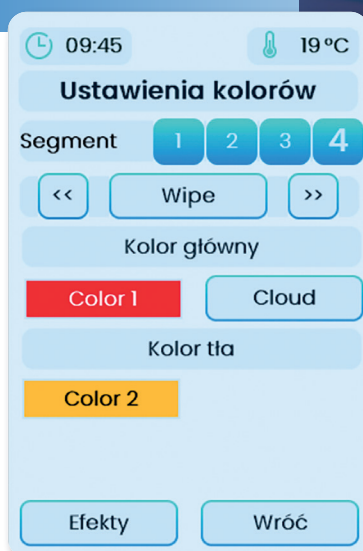 09:45 19 °C
Ustawienia kolorów
Segment 1 2 3 4
<< Wipe >>
Kolor główny
Color 1 Cloud
Kolor tła
Color 2
Efekty Wróć